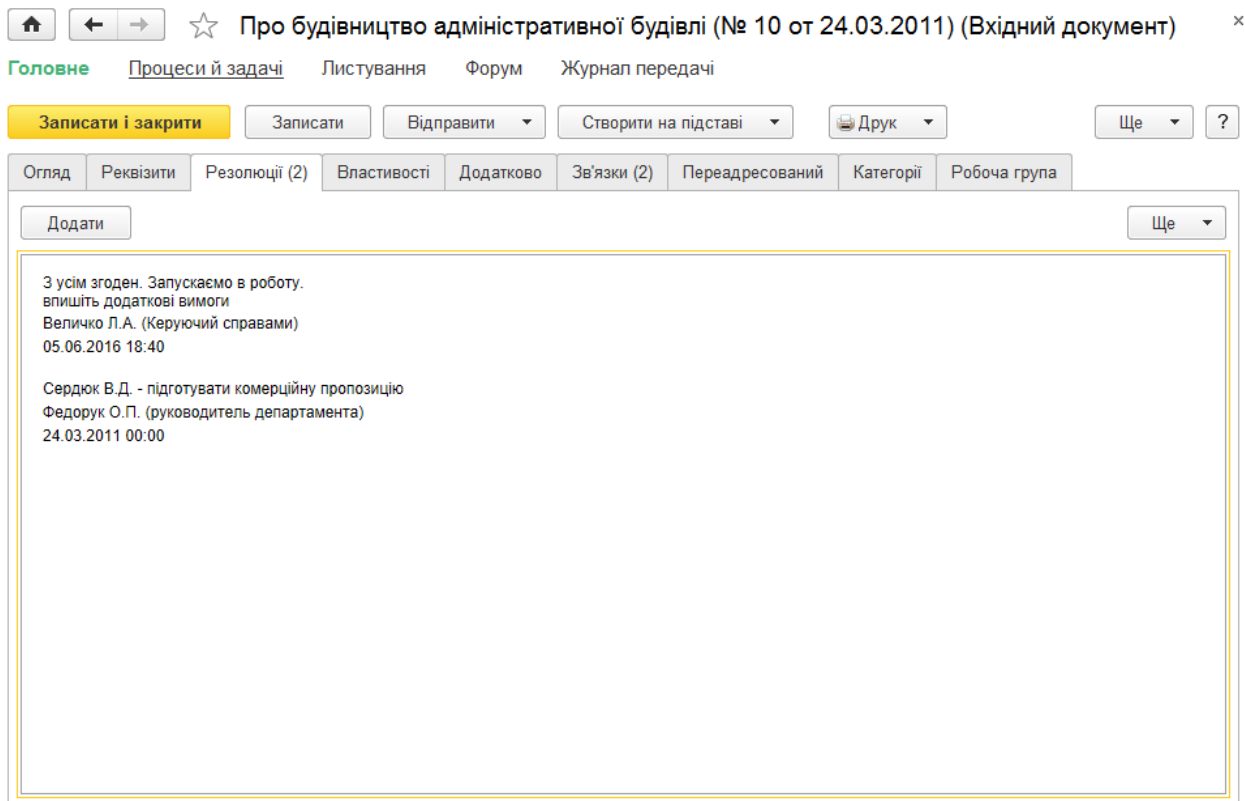 Про будівництво адміністративної будівлі (№ 10 от 24.03.2011) (Вхідний документ) ×
Головне Процеси й задачі Листування Форум Журнал передачі
Записати і закрити Записати Відправити Створити на підставі Друк Ще ?
Огляд Реквізити Резолюції (2) Властивості Додатково Зв'язки (2) Переадресований Категорії Робоча група
Додати Ще
З усім згоден. Запускаємо в роботу.
впишіть додаткові вимоги
Величко Л.А. (Керуючий справами)
05.06.2016 18:40
Сердюк В.Д. - підготувати комерційну пропозицію
Федорук О.П. (руководитель департамента)
24.03.2011 00:00